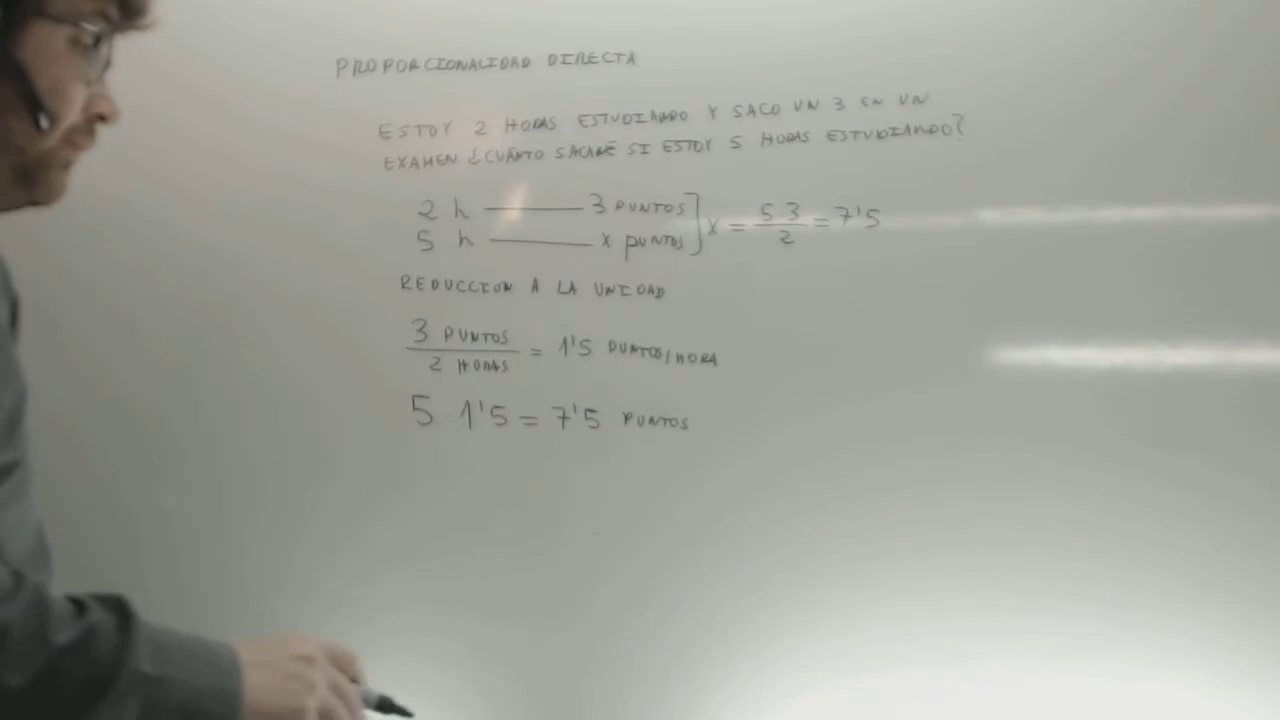 PROPORCIONALIDAD DIRECTA
ESTOY 2 HORAS ESTUDIANDO Y SACO UN 3 EN UN
EXAMEN ¿CUÁNTO SACARÉ SI ESTOY 5 HORAS ESTUDIANDO?
2 h — 3 PUNTOS
5 h — x PUNTOS
] x = 5·3/2 = 7'5
REDUCCION A LA UNIDAD
3 PUNTOS / 2 HORAS = 1'5 PUNTOS/HORA
5 · 1'5 = 7'5 PUNTOS